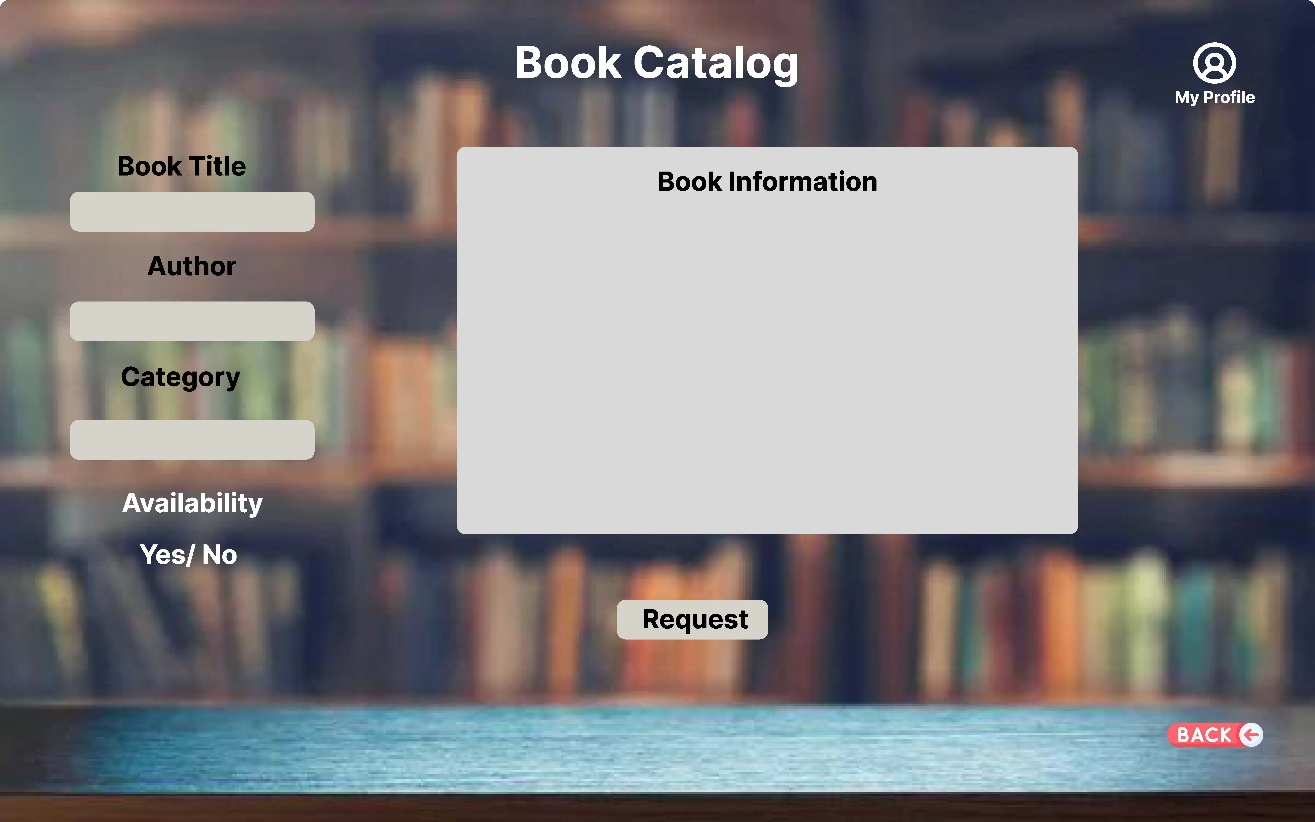 Book Catalog
My Profile
Book Title
Author
Category
Availability
Yes/ No
Book Information
Request
BACK